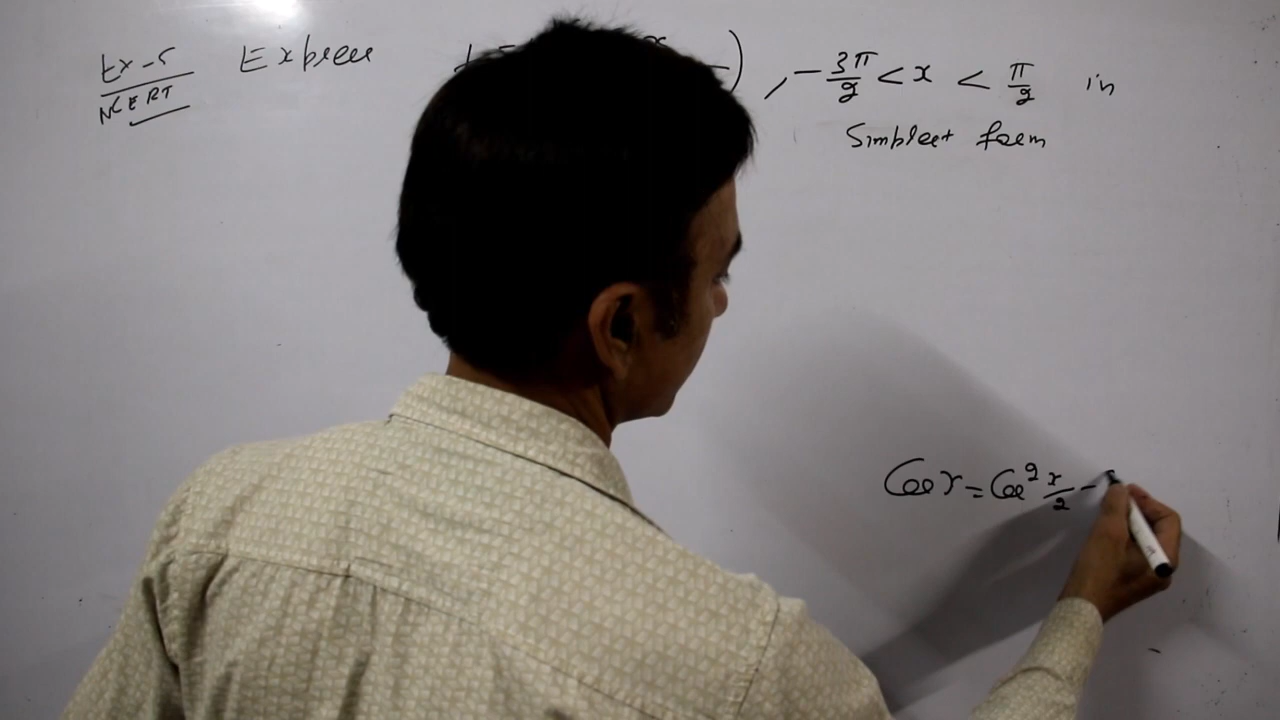 Ex-5 Express ), -3π/2 < x < π/2 in
NCERT
Simplest form
Cos x = Cos² x/2 -